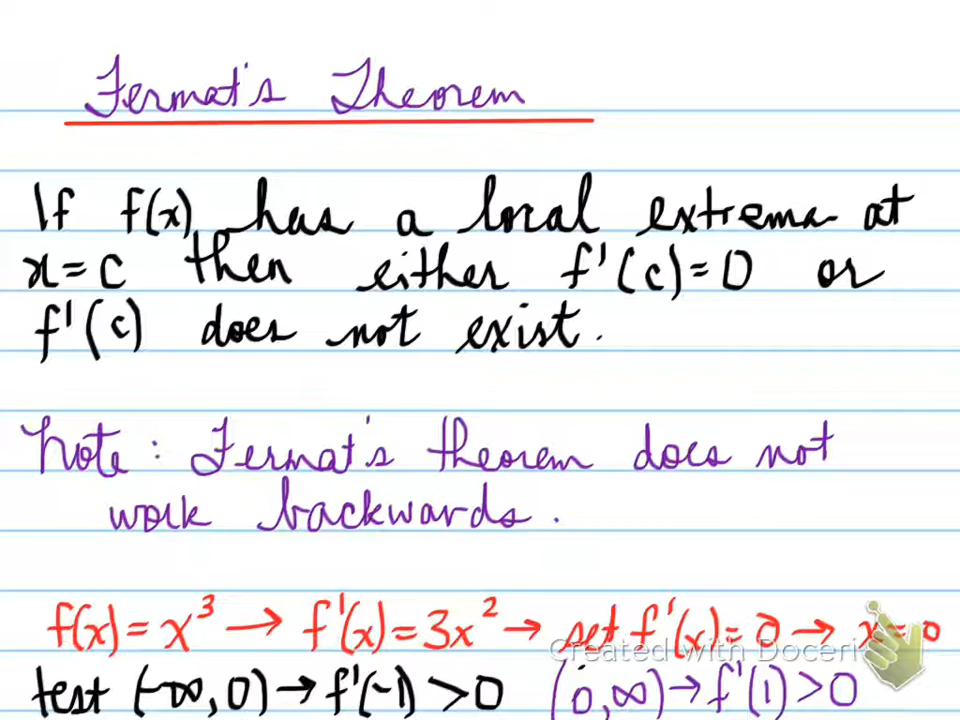 Fermat's Theorem
If f(x) has a local extrema at
x = c then either f'(c) = 0 or
f'(c) does not exist.
Note: Fermat's theorem does not
work backwards.
f(x) = x³ → f'(x) = 3x² → set f'(x) = 0 → x = 0
Created with Doceri
test (-∞, 0) → f'(-1) > 0 (0, ∞) → f'(1) > 0